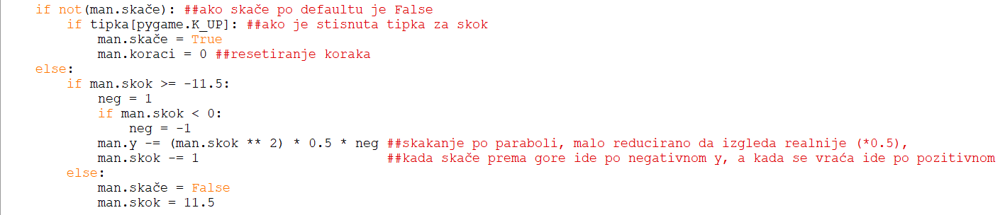 if not(man.skače): ##ako skače po defaultu je False
if tipka[pygame.K_UP]: ##ako je stisnuta tipka za skok
man.skače = True
man.koraci = 0 ##resetiranje koraka
else:
if man.skok >= -11.5:
neg = 1
if man.skok < 0:
neg = -1
man.y -= (man.skok ** 2) * 0.5 * neg ##skakanje po paraboli, malo reducirano da izgleda realnije (*0.5),
man.skok -= 1 ##kada skače prema gore ide po negativnom y, a kada se vraća ide po pozitivnom
else:
man.skače = False
man.skok = 11.5